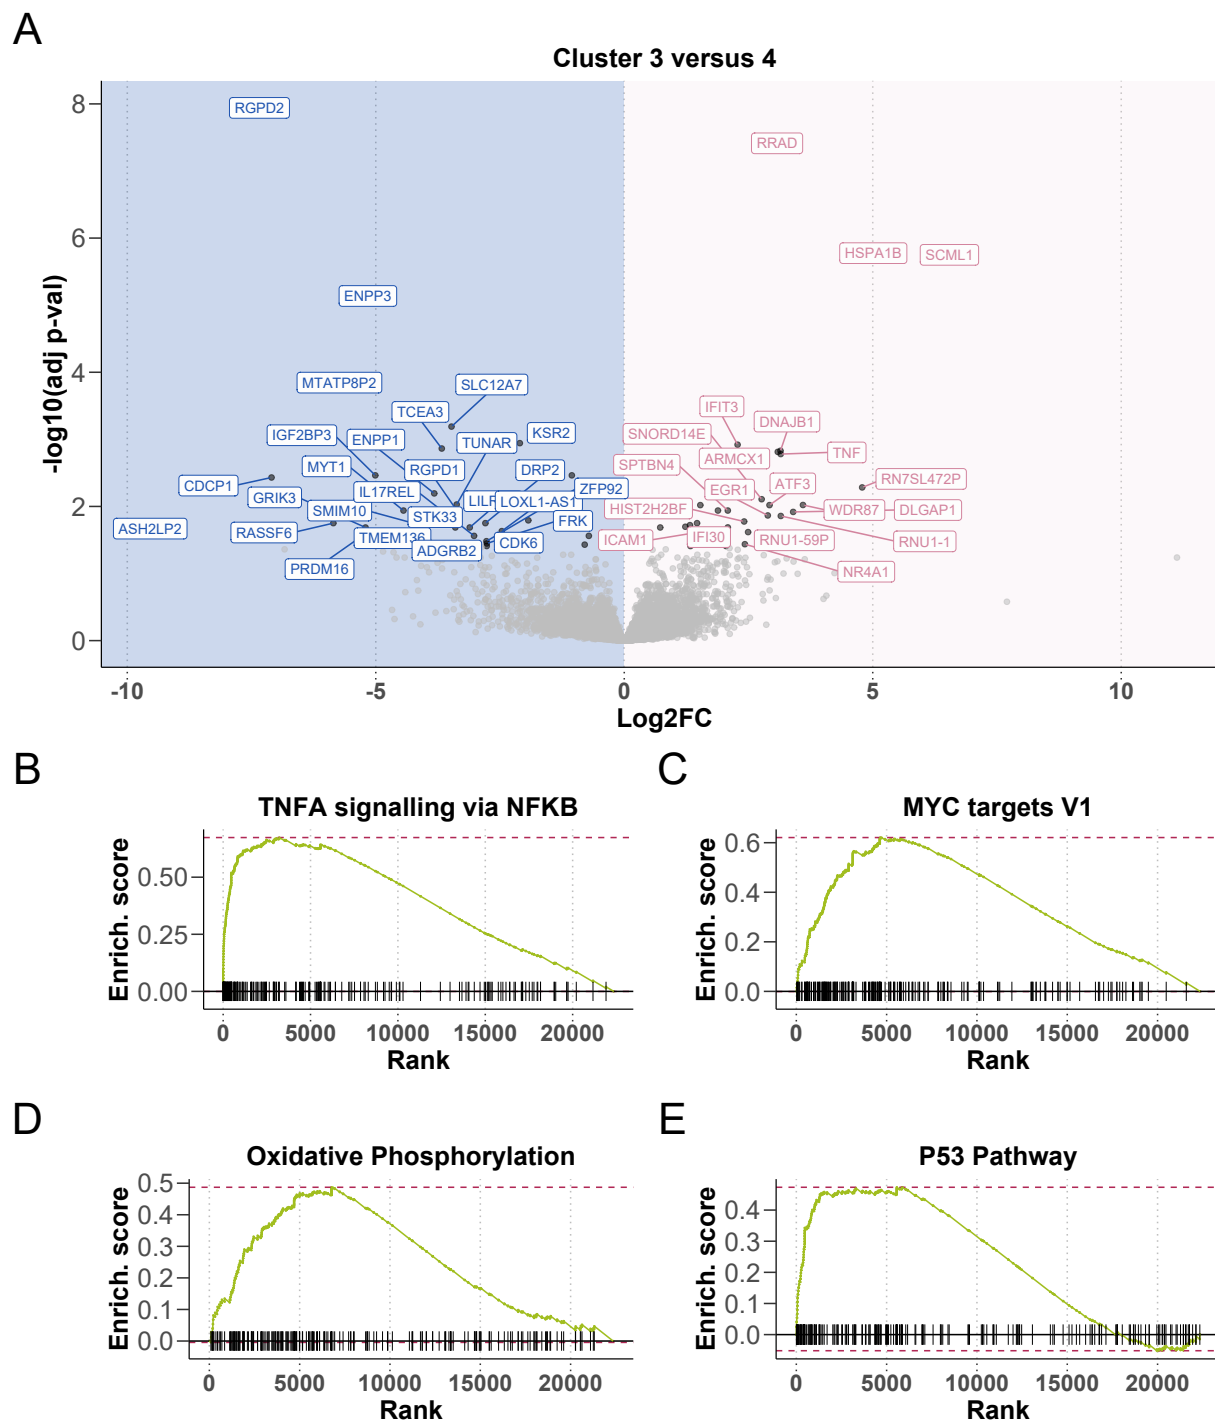 A
Cluster 3 versus 4
-log10(adj p-val)
8
6
4
2
0
RGPD2
RRAD
HSPA1B
SCML1
ENPP3
MTATP8P2
SLC12A7
TCEA3
IFIT3
DNAJB1
IGF2BP3
ENPP1
TUNAR
KSR2
SNORD14E
TNF
MYT1
RGPD1
DRP2
SPTBN4
ARMCX1
RN7SL472P
CDCP1
GRIK3
IL17REL
LOXL1-AS1
ZFP92
EGR1
ATF3
SMIM10
STK33
FRK
HIST2H2BF
WDR87
DLGAP1
ASH2LP2
RASSF6
TMEM136
ADGRB2
CDK6
ICAM1
IFI30
RNU1-59P
RNU1-1
PRDM16
NR4A1
-10
-5
0
5
10
Log2FC
B
TNFA signalling via NFKB
Enrich. score
0.50
0.25
0.00
0
5000
10000
15000
20000
Rank
C
MYC targets V1
Enrich. score
0.6
0.4
0.2
0.0
0
5000
10000
15000
20000
Rank
D
Oxidative Phosphorylation
Enrich. score
0.5
0.4
0.3
0.2
0.1
0.0
0
5000
10000
15000
20000
Rank
E
P53 Pathway
Enrich. score
0.4
0.3
0.2
0.1
0.0
0
5000
10000
15000
20000
Rank